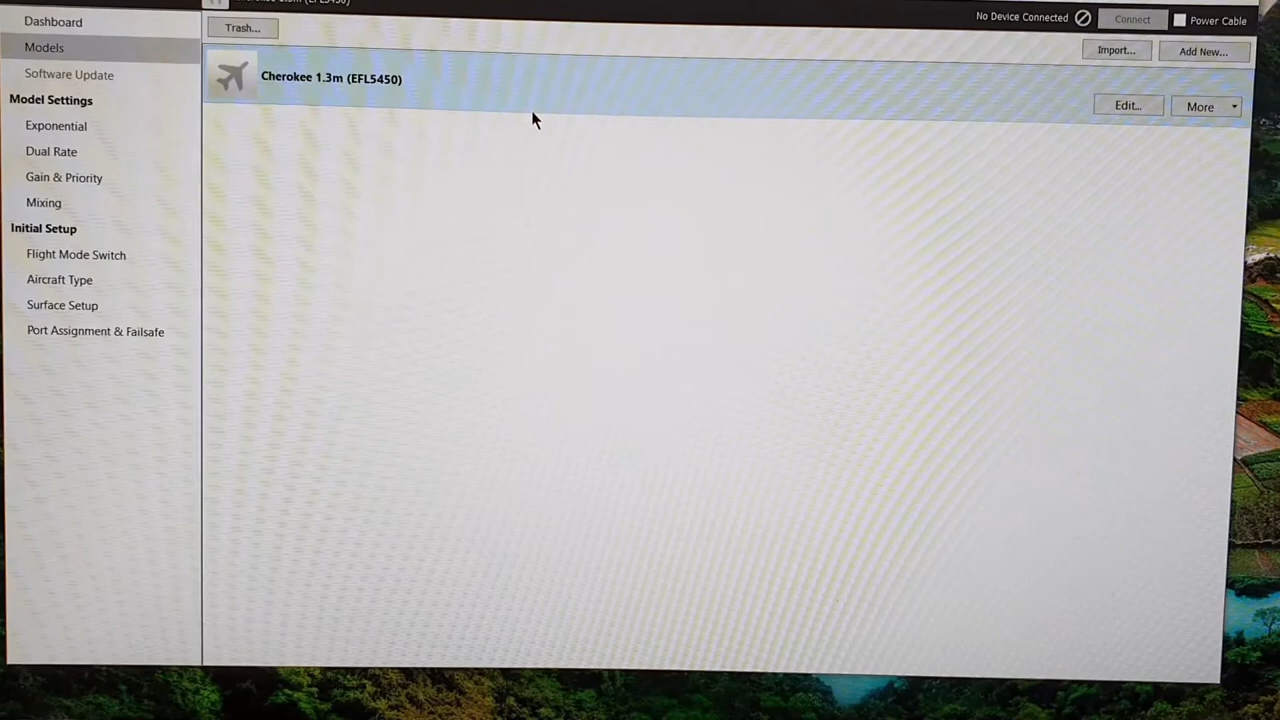 No Device Connected
Connect
Power Cable
Dashboard
Models
Software Update
Model Settings
Exponential
Dual Rate
Gain & Priority
Mixing
Initial Setup
Flight Mode Switch
Aircraft Type
Surface Setup
Port Assignment & Failsafe
Trash...
Import...
Add New...
Cherokee 1.3m (EFL5450)
Edit...
More